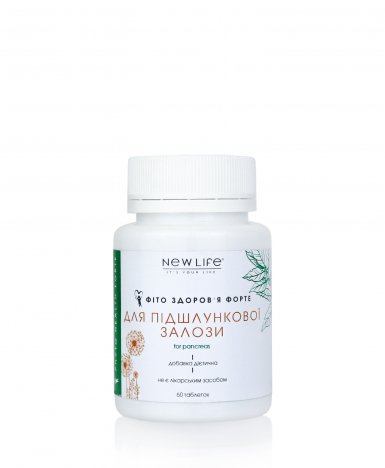 NEW LIFE®
IT'S YOUR LIFE
ФІТО ЗДОРОВ'Я ФОРТЕ
ДЛЯ ПІДШЛУНКОВОЇ
ЗАЛОЗИ
for pancreas
добавка дієтична
не є лікарським засобом
60 таблеток